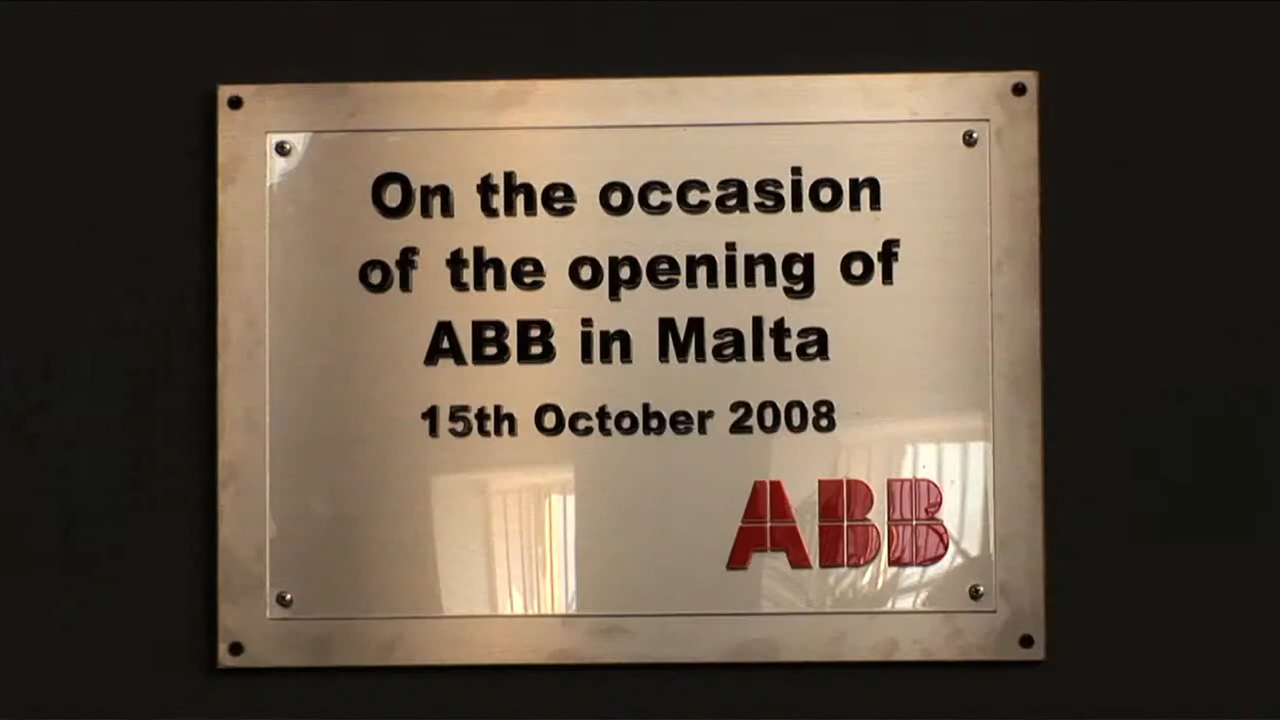 On the occasion
of the opening of
ABB in Malta
15th October 2008
ABB